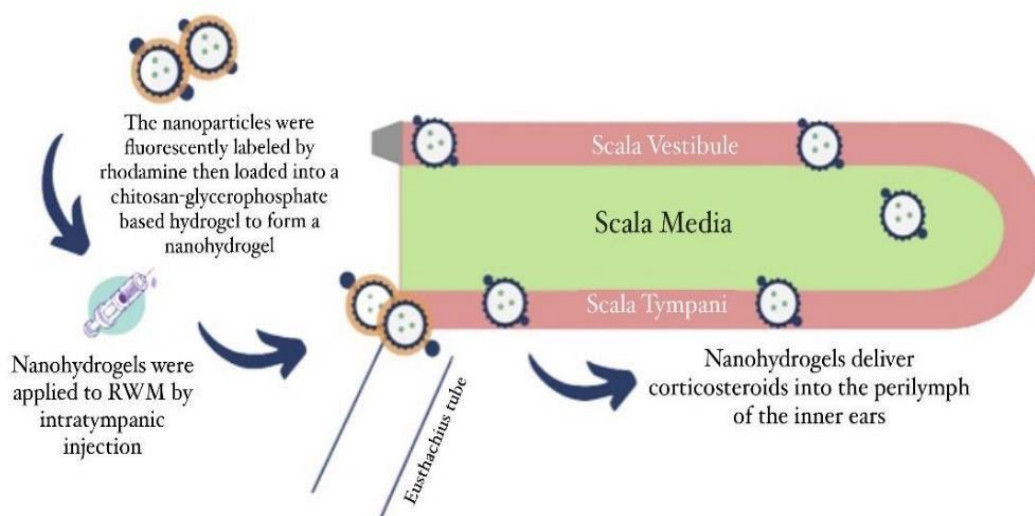 The nanoparticles were
fluorescently labeled by
rhodamine then loaded into a
chitosan-glycerophosphate
based hydrogel to form a
nanohydrogel
Nanohydrogels were
applied to RWM by
intratympanic
injection
Scala Vestibule
Scala Media
Scala Tympani
Eusthachius tube
Nanohydrogels deliver
corticosteroids into the perilymph
of the inner ears